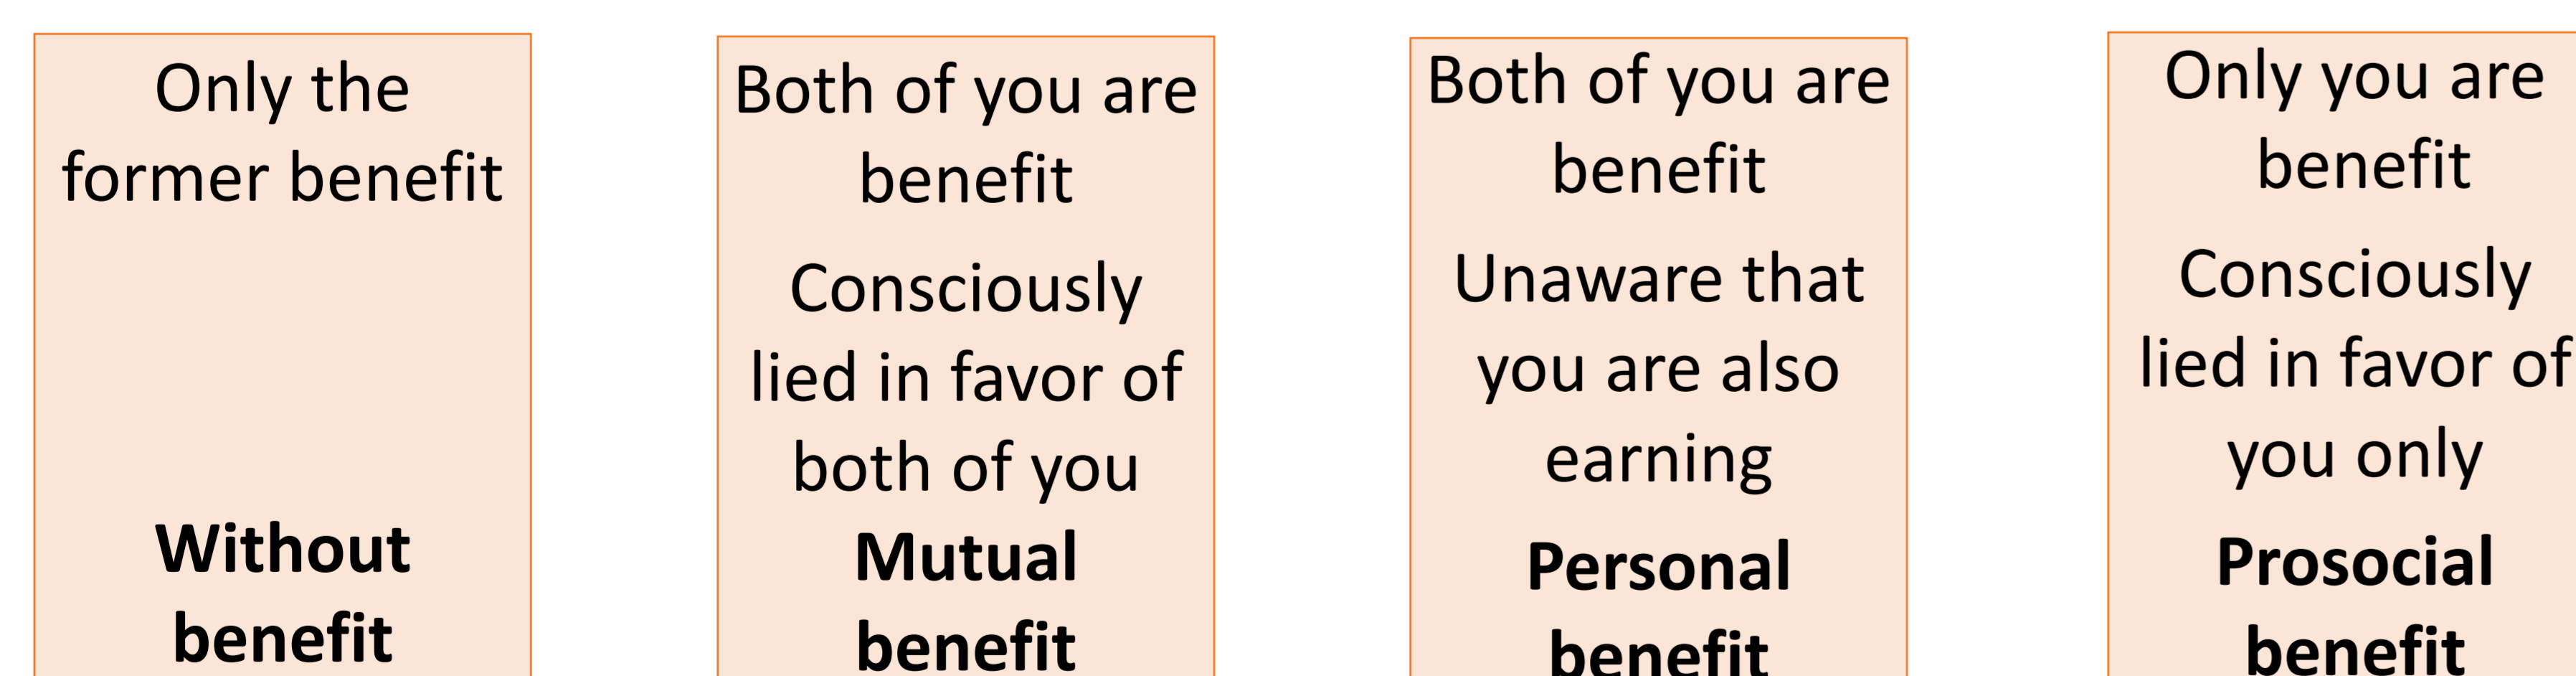 Only the
former benefit
Without
benefit
Both of you are
benefit
Consciously
lied in favor of
both of you
Mutual
benefit
Both of you are
benefit
Unaware that
you are also
earning
Personal
benefit
Only you are
benefit
Consciously
lied in favor of
you only
Prosocial
benefit